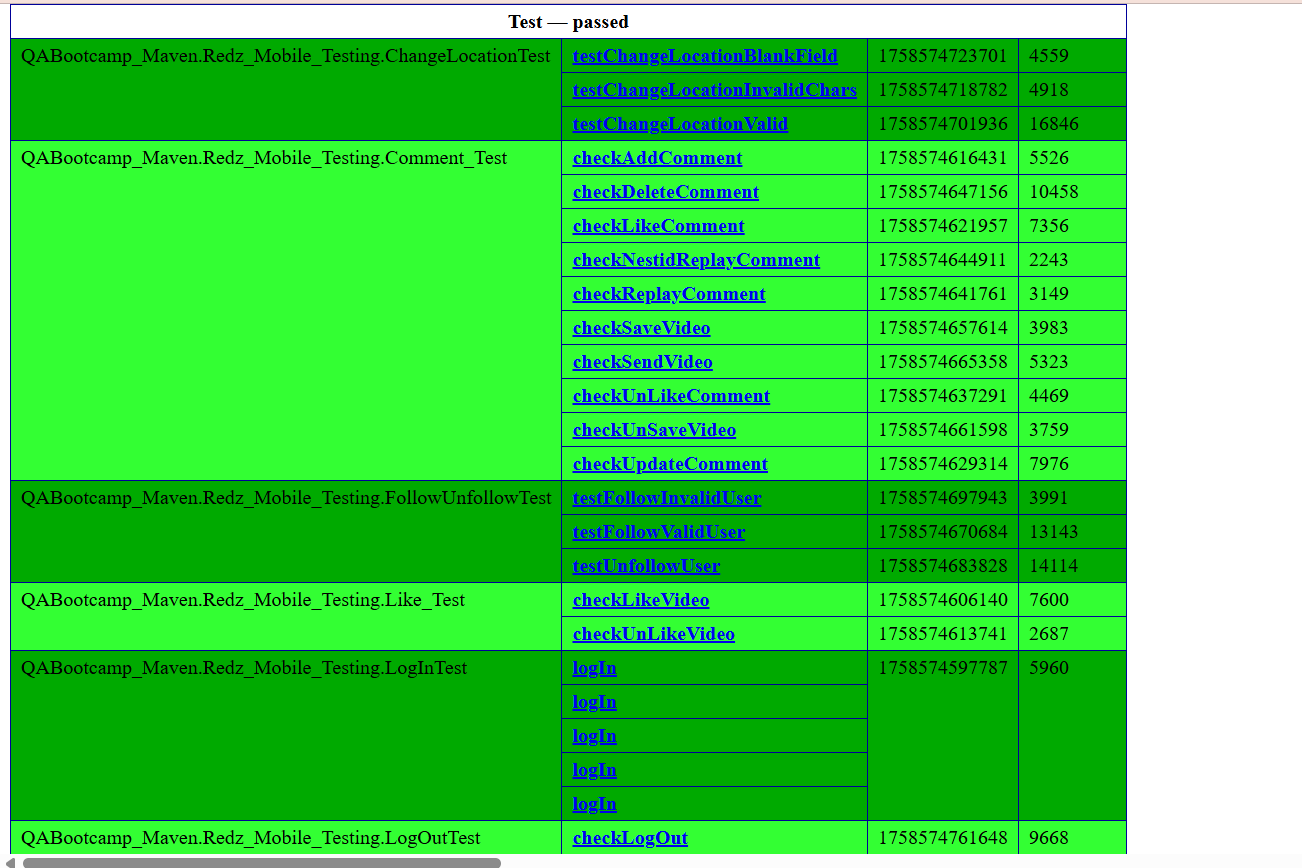 Test — passed
QABootcamp_Maven.Redz_Mobile_Testing.ChangeLocationTest testChangeLocationBlankField 1758574723701 4559
testChangeLocationInvalidChars 1758574718782 4918
testChangeLocationValid 1758574701936 16846
QABootcamp_Maven.Redz_Mobile_Testing.Comment_Test checkAddComment 1758574616431 5526
checkDeleteComment 1758574647156 10458
checkLikeComment 1758574621957 7356
checkNestidReplayComment 1758574644911 2243
checkReplayComment 1758574641761 3149
checkSaveVideo 1758574657614 3983
checkSendVideo 1758574665358 5323
checkUnLikeComment 1758574637291 4469
checkUnSaveVideo 1758574661598 3759
checkUpdateComment 1758574629314 7976
QABootcamp_Maven.Redz_Mobile_Testing.FollowUnfollowTest testFollowInvalidUser 1758574697943 3991
testFollowValidUser 1758574670684 13143
testUnfollowUser 1758574683828 14114
QABootcamp_Maven.Redz_Mobile_Testing.Like_Test checkLikeVideo 1758574606140 7600
checkUnLikeVideo 1758574613741 2687
QABootcamp_Maven.Redz_Mobile_Testing.LogInTest logIn 1758574597787 5960
logIn
logIn
logIn
logIn
QABootcamp_Maven.Redz_Mobile_Testing.LogOutTest checkLogOut 1758574761648 9668